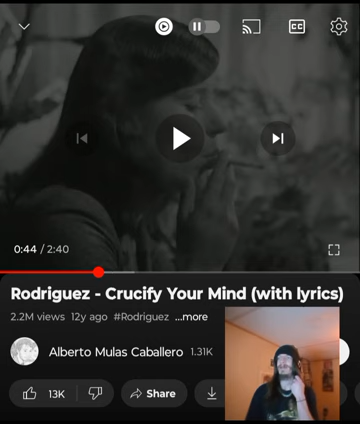 CC
0:44 / 2:40
Rodriguez - Crucify Your Mind (with lyrics)
2.2M views 12y ago #Rodriguez ...more
Alberto Mulas Caballero 1.31K
13K Share